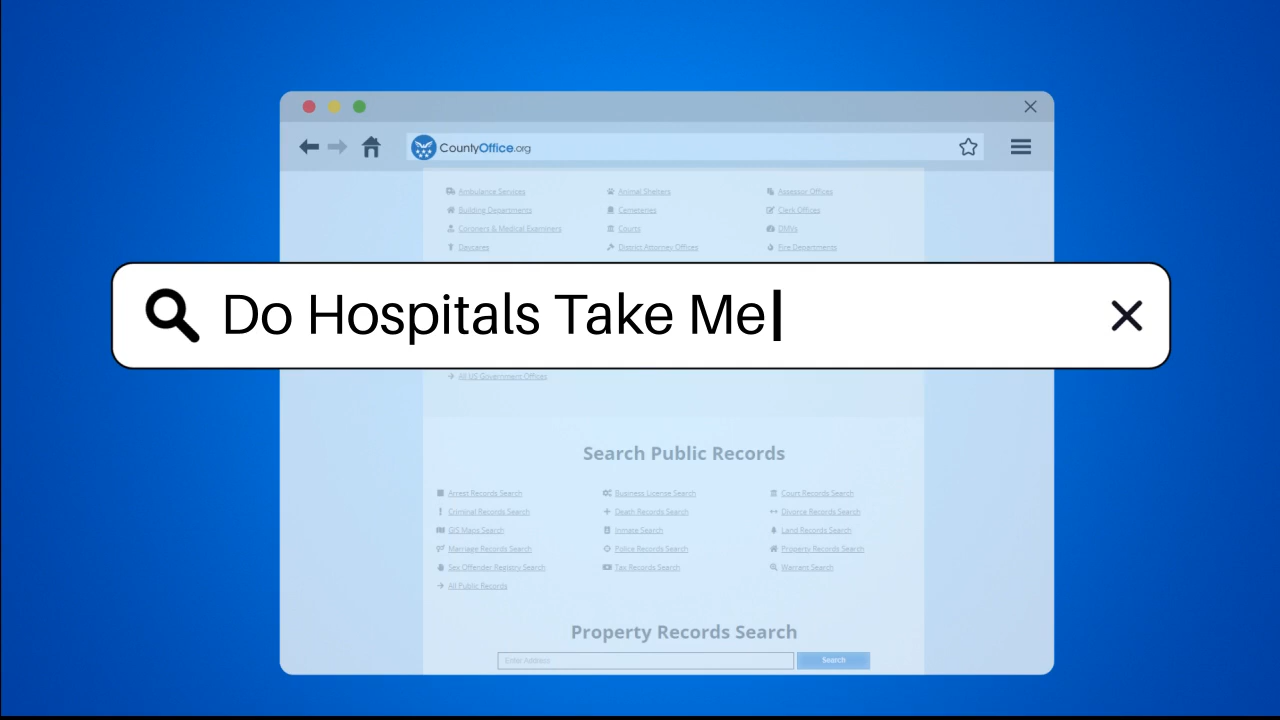 CountyOffice.org
Ambulance Services Animal Shelters Assessor Offices
Building Departments Cemeteries Clerk Offices
Coroners & Medical Examiners Courts DMVs
Daycares District Attorney Offices Fire Departments
Do Hospitals Take Me
All US Government Offices
Search Public Records
Arrest Records Search Business License Search Court Records Search
Criminal Records Search Death Records Search Divorce Records Search
GIS Maps Search Inmate Search Land Records Search
Marriage Records Search Police Records Search Property Records Search
Sex Offender Registry Search Tax Records Search Warrant Search
All Public Records
Property Records Search
Enter Address Search